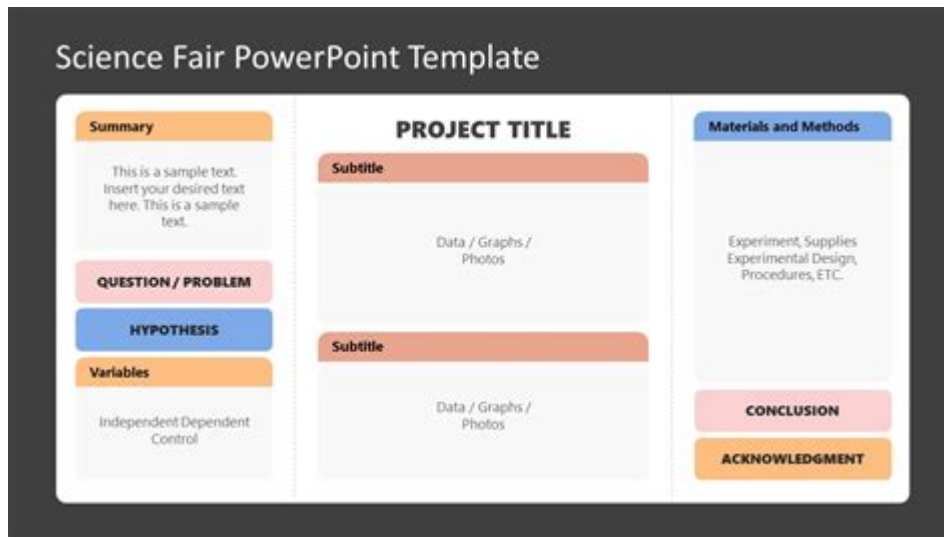 Science Fair PowerPoint Template
Summary
This is a sample text.
Insert your desired text
here. This is a sample
text.
QUESTION / PROBLEM
HYPOTHESIS
Variables
Independent Dependent
Control
PROJECT TITLE
Subtitle
Data / Graphs /
Photos
Subtitle
Data / Graphs /
Photos
Materials and Methods
Experiment, Supplies
Experimental Design,
Procedures, ETC.
CONCLUSION
ACKNOWLEDGMENT